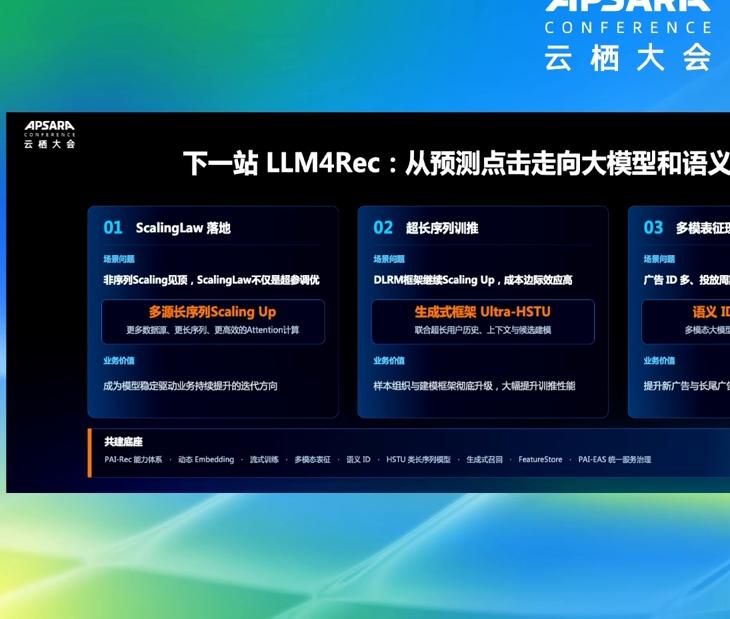 APSARA
CONFERENCE
云栖大会
APSARA
CONFERENCE
云栖大会
下一站 LLM4Rec：从预测点击走向大模型和语义
01 ScalingLaw 落地
场景问题
非序列Scaling见顶，ScalingLaw不仅是超参调优
多源长序列Scaling Up
更多数据源、更长序列、更高效的Attention计算
业务价值
成为模型稳定驱动业务持续提升的迭代方向
02 超长序列训推
场景问题
DLRM框架继续Scaling Up，成本边际效应高
生成式框架 Ultra-HSTU
联合超长用户历史、上下文与候选建模
业务价值
样本组织与建模框架彻底升级，大幅提升训推性能
03 多模表征
场景问题
广告 ID 多、投放周
语义 ID
多模态大模
业务价值
提升新广告与长尾广
共建底座
PAI-Rec 能力体系 · 动态 Embedding · 流式训练 · 多模态表征 · 语义 ID · HSTU 类长序列模型 · 生成式召回 · FeatureStore · PAI-EAS 统一服务治理